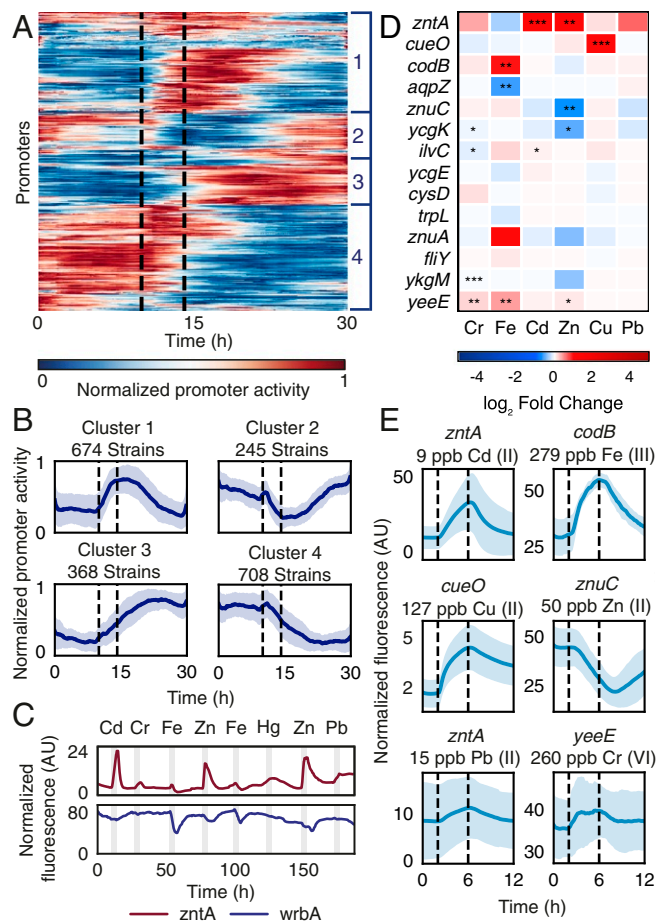 A
Promoters
1
2
3
4
0
15
30
Time (h)
0
1
Normalized promoter activity
B
Normalized promoter activity
Cluster 1
674 Strains
1
0
Cluster 2
245 Strains
Cluster 3
368 Strains
1
0
0
15
30
Cluster 4
708 Strains
0
15
30
Time (h)
C
Normalized
fluorescence (AU)
Cd Cr Fe Zn Fe Hg Zn Pb
24
0
80
0
0
50
100
150
Time (h)
zntA
wrbA
D
zntA *** **
cueO ***
codB **
aqpZ **
znuC **
ycgK * *
ilvC * *
ycgE
cysD
trpL
znuA
fliY
ykgM ***
yeeE ** ** *
Cr Fe Cd Zn Cu Pb
-4 -2 0 2 4
log2 Fold Change
E
Normalized fluorescence (AU)
zntA
9 ppb Cd (II)
50
0
codB
279 ppb Fe (III)
50
25
cueO
127 ppb Cu (II)
5
2
znuC
50 ppb Zn (II)
50
25
zntA
15 ppb Pb (II)
10
0
0 6 12
yeeE
260 ppb Cr (VI)
40
30
0 6 12
Time (h)